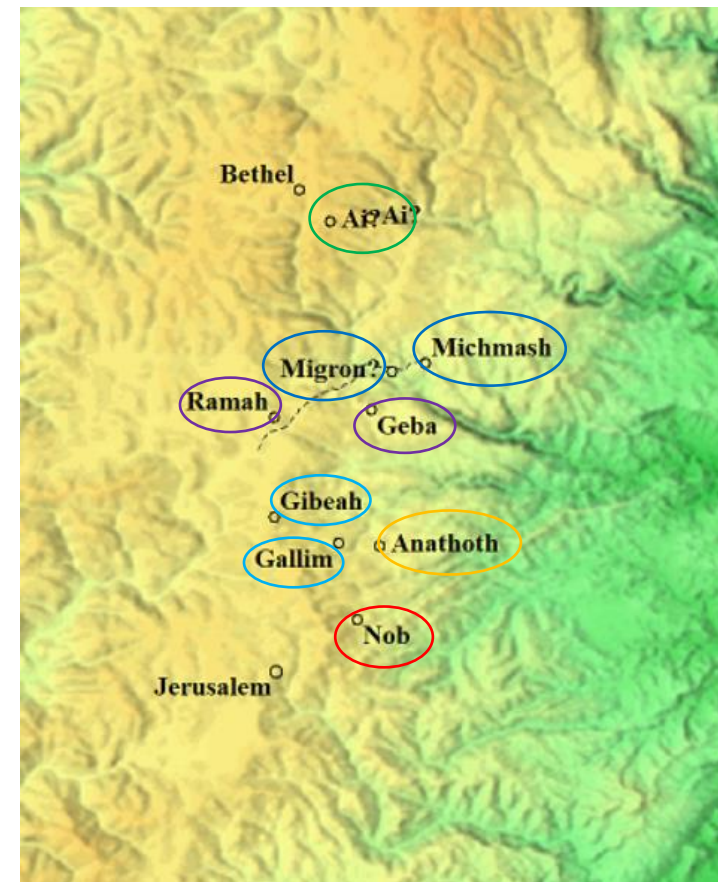 Bethel
Ai? Ai?
Michmash
Migron?
Ramah
Geba
Gibeah
Anathoth
Gallim
Nob
Jerusalem